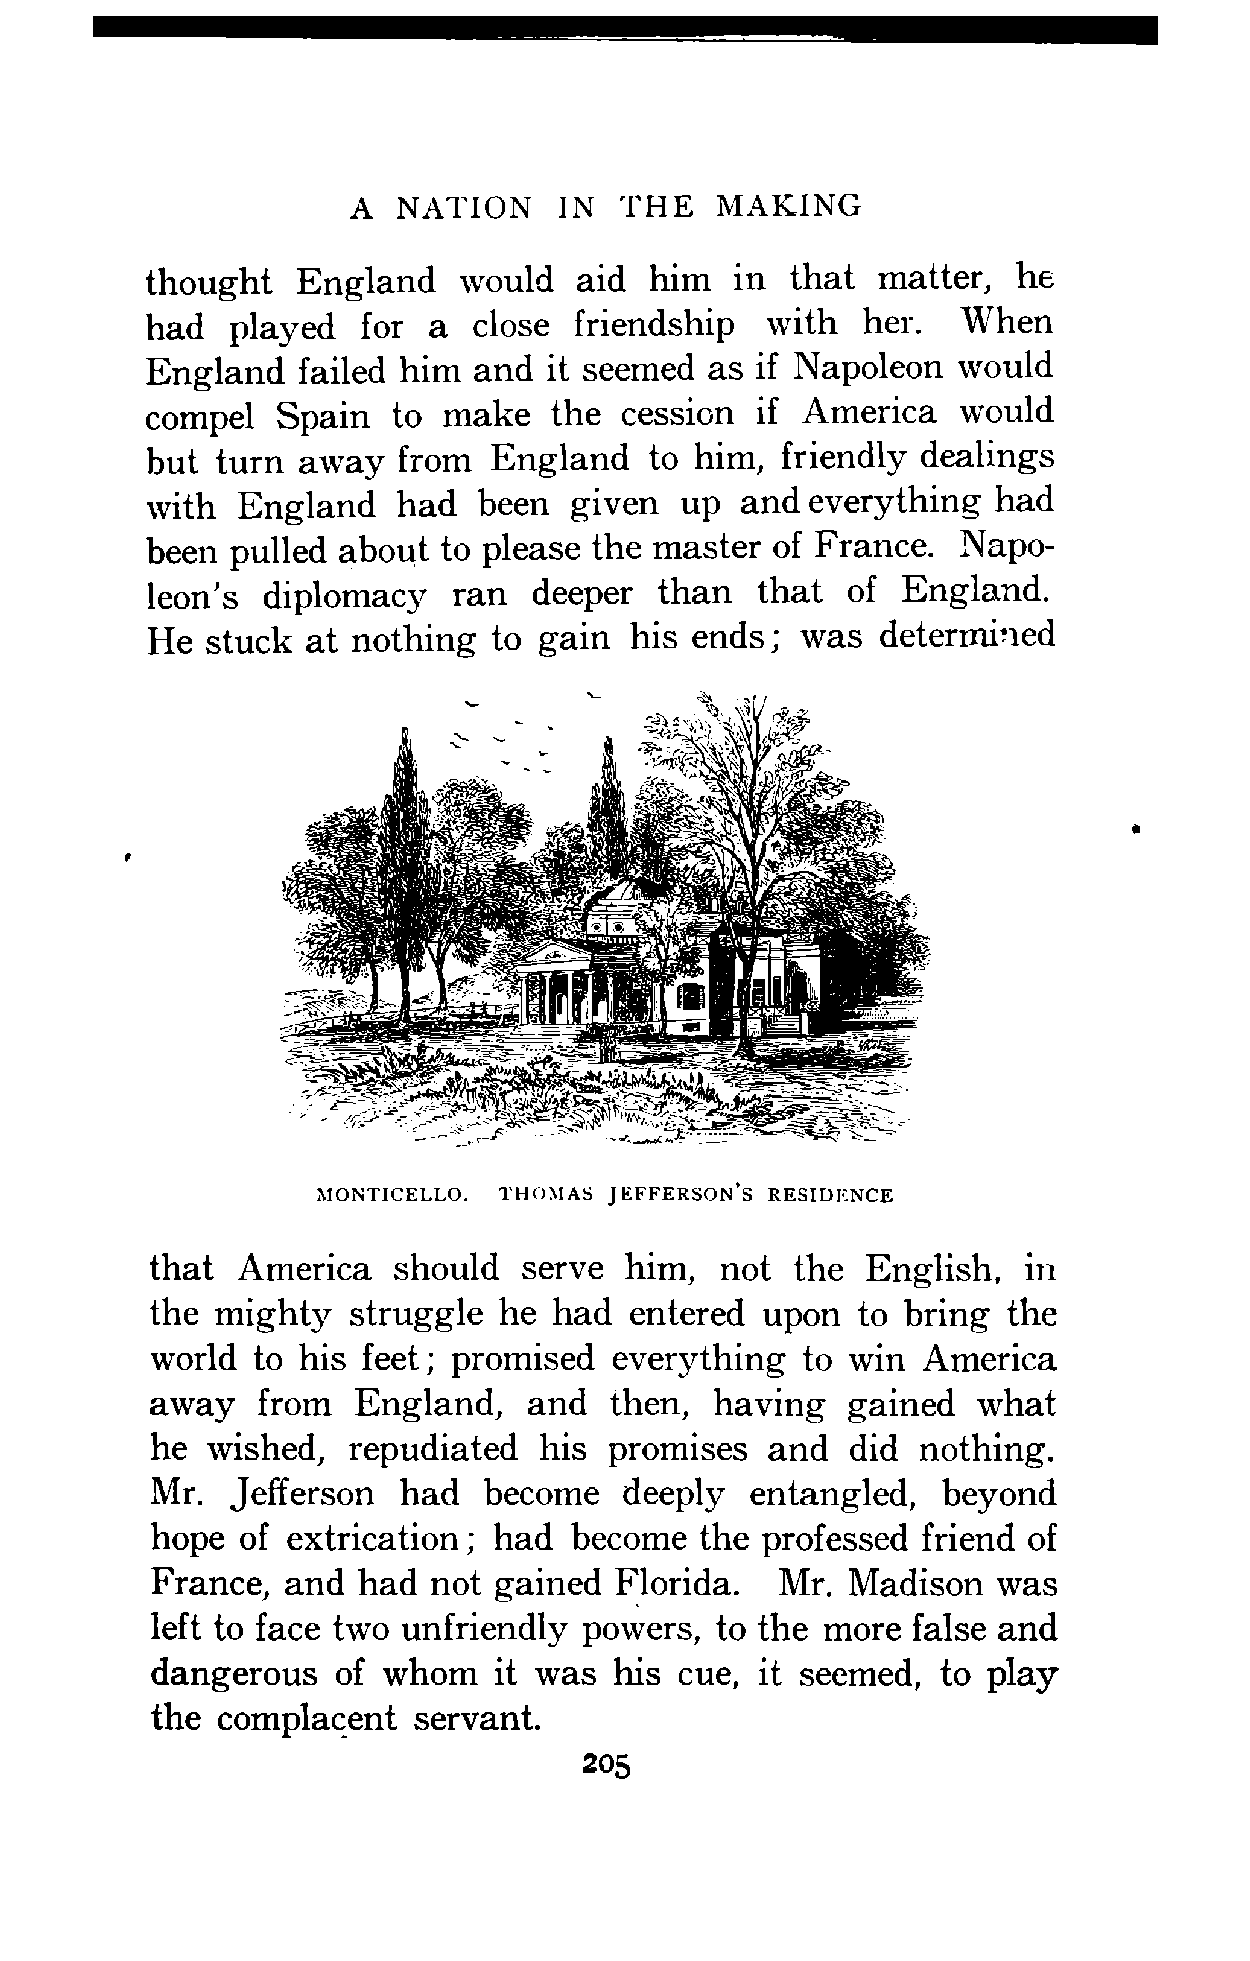 A NATION IN THE MAKING
thought England would aid him in that matter, he
had played for a close friendship with her. When
England failed him and it seemed as if Napoleon would
compel Spain to make the cession if America would
but turn away from England to him, friendly dealings
with England had been given up and everything had
been pulled about to please the master of France. Napo-
leon's diplomacy ran deeper than that of England.
He stuck at nothing to gain his ends; was determined
MONTICELLO. THOMAS JEFFERSON'S RESIDENCE
that America should serve him, not the English, in
the mighty struggle he had entered upon to bring the
world to his feet; promised everything to win America
away from England, and then, having gained what
he wished, repudiated his promises and did nothing.
Mr. Jefferson had become deeply entangled, beyond
hope of extrication; had become the professed friend of
France, and had not gained Florida. Mr. Madison was
left to face two unfriendly powers, to the more false and
dangerous of whom it was his cue, it seemed, to play
the complacent servant.
205